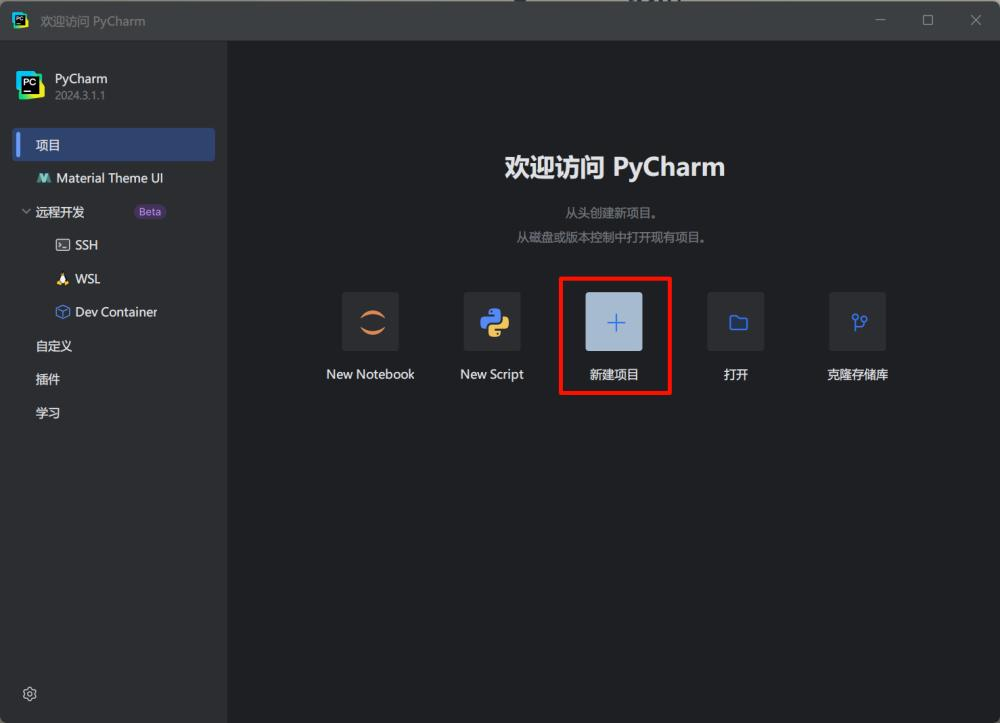 欢迎访问 PyCharm
PC
PyCharm
2024.3.1.1
项目
Material Theme UI
远程开发 Beta
SSH
WSL
Dev Container
自定义
插件
学习
欢迎访问 PyCharm
从头创建新项目。
从磁盘或版本控制中打开现有项目。
New Notebook New Script 新建项目 打开 克隆存储库